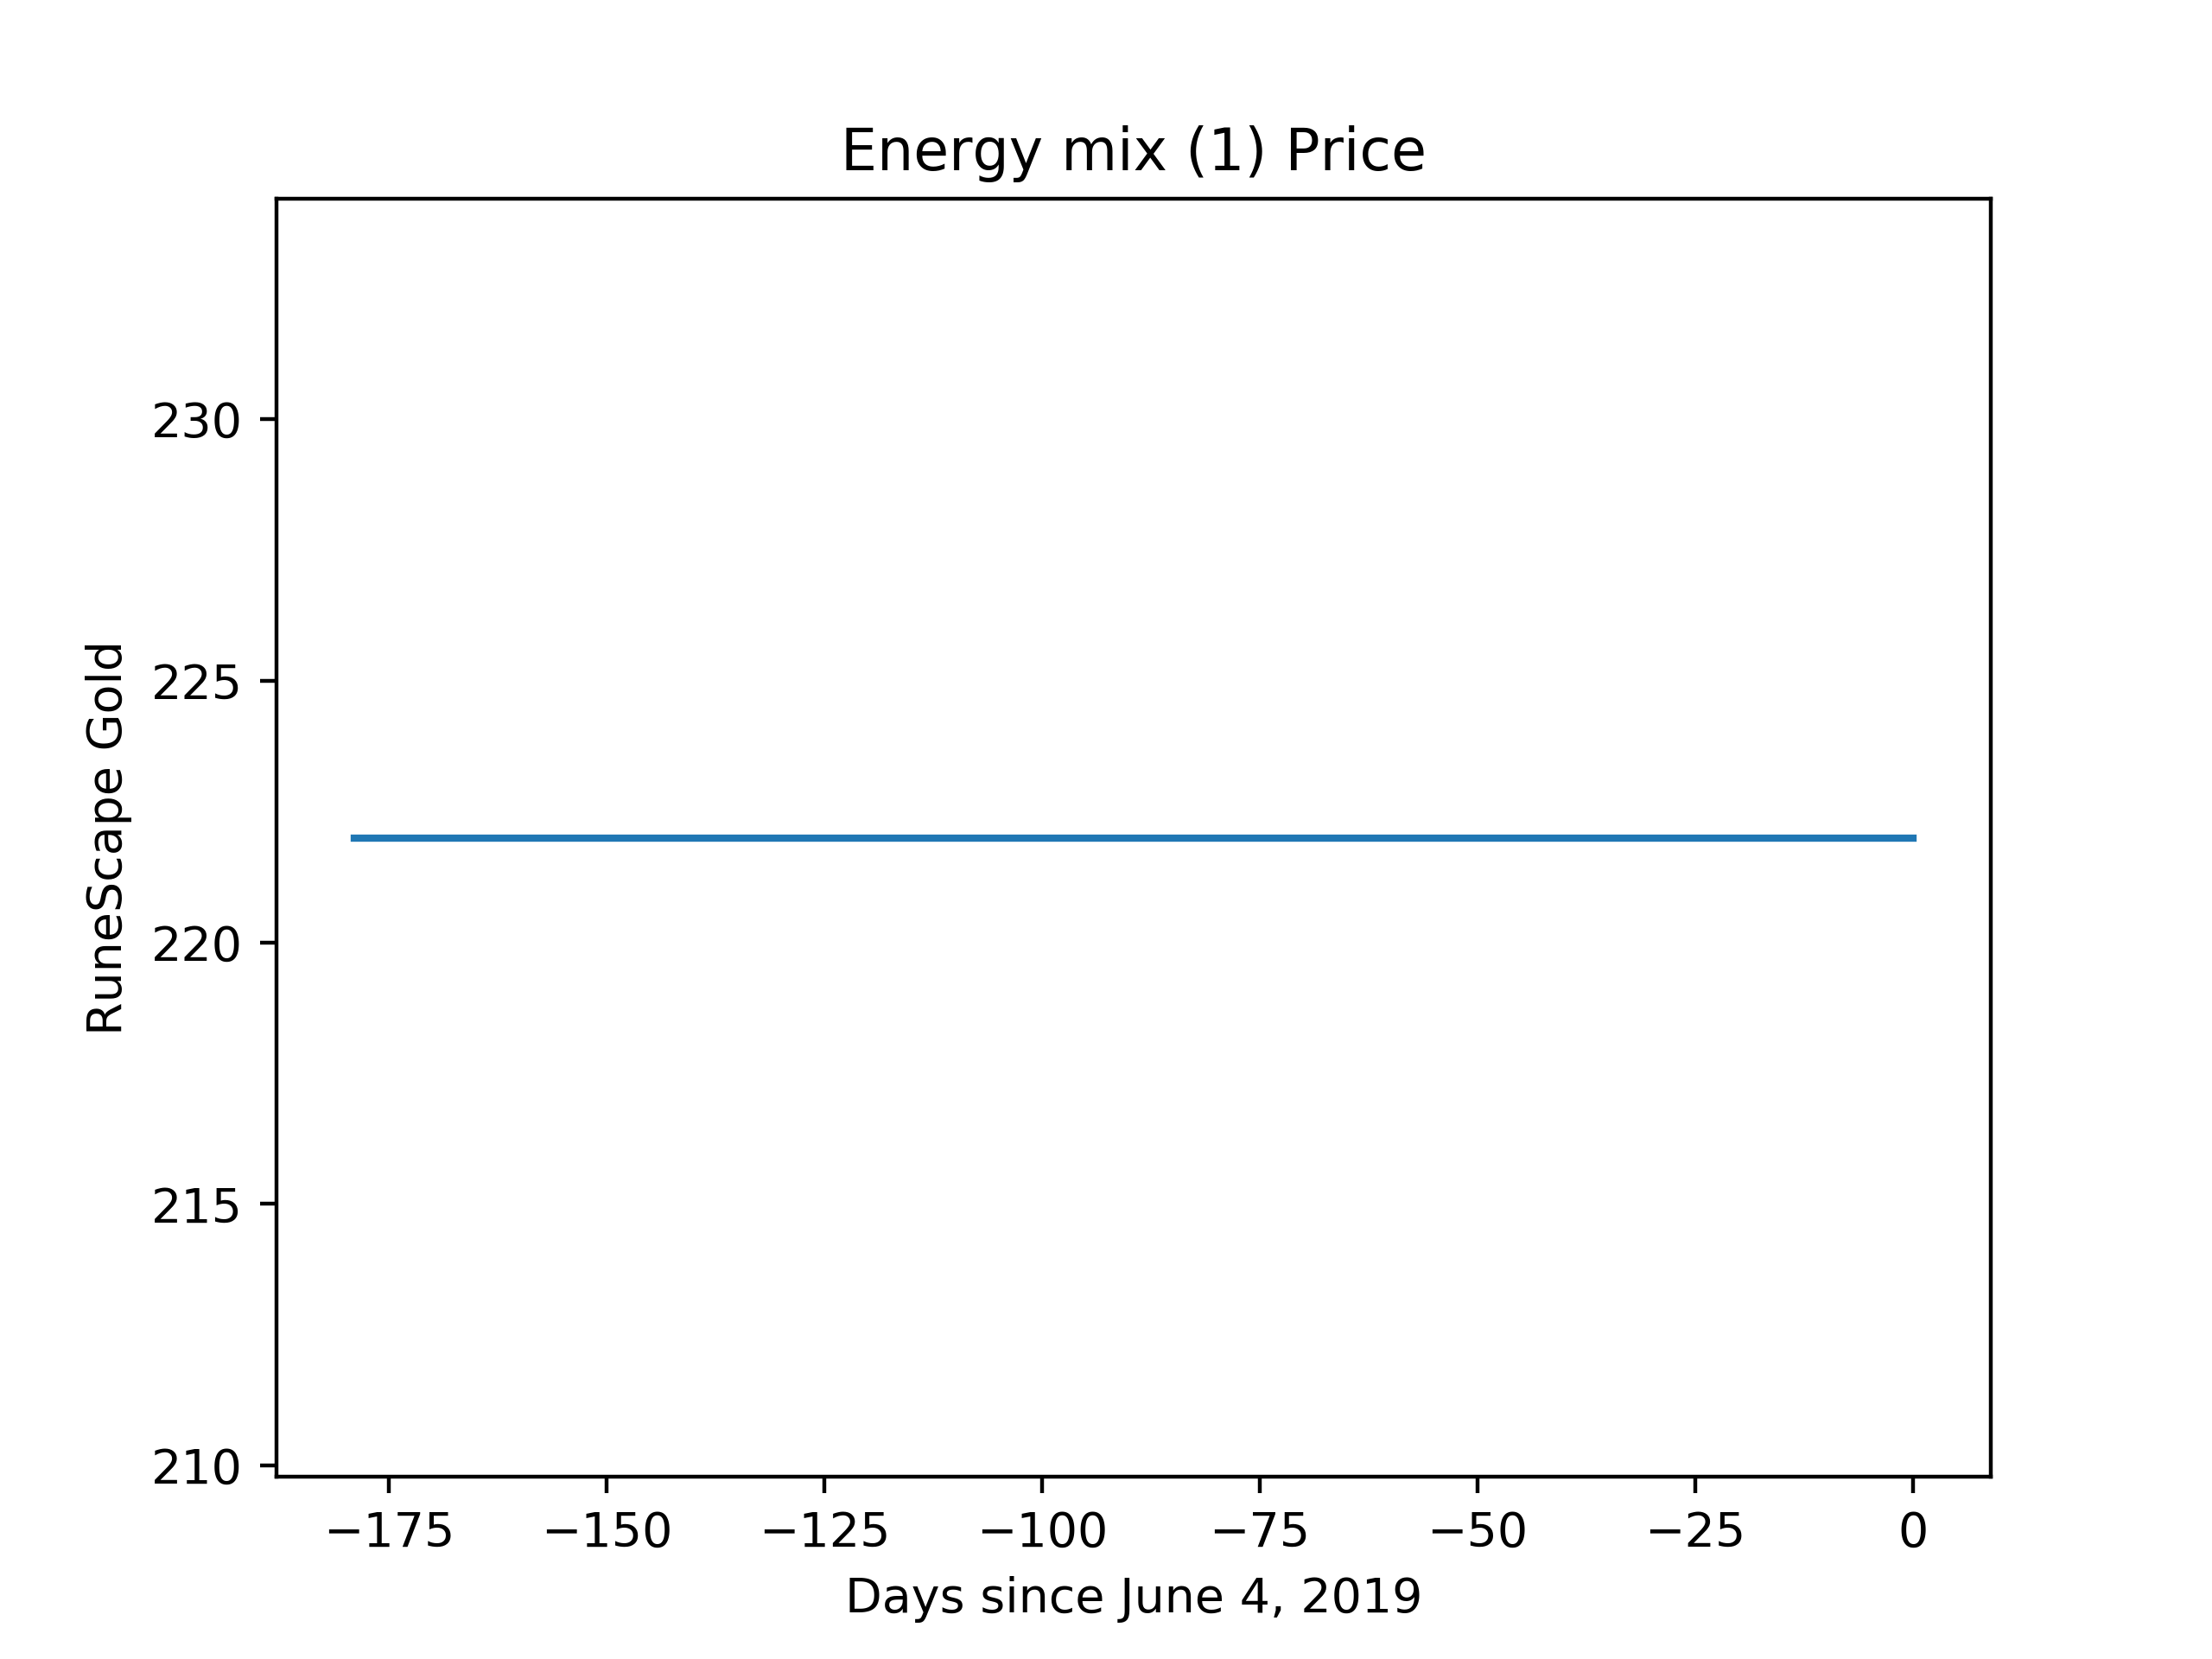 Energy mix (1) Price
RuneScape Gold
230
225
220
215
210
−175 −150 −125 −100 −75 −50 −25 0
Days since June 4, 2019